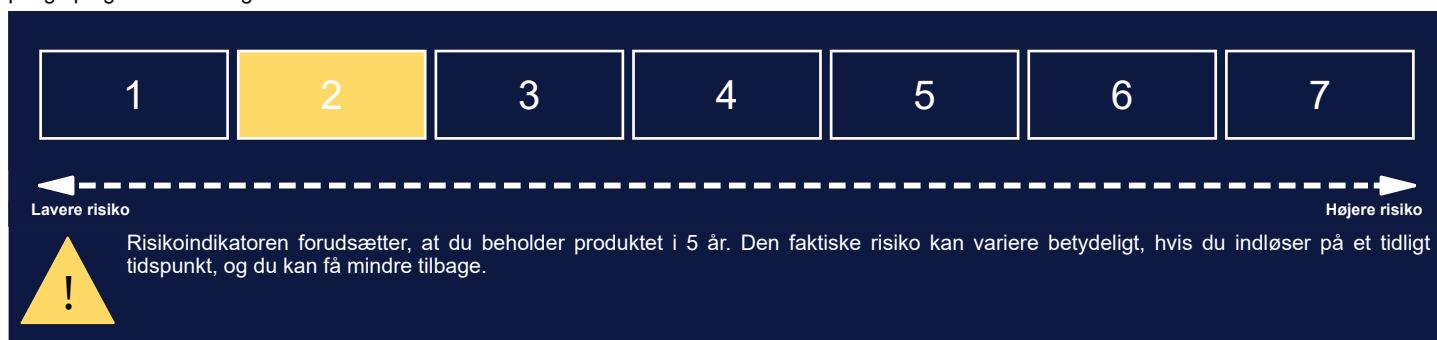 1 2 3 4 5 6 7
Lavere risiko Højere risiko
Risikoindikatoren forudsætter, at du beholder produktet i 5 år. Den faktiske risiko kan variere betydeligt, hvis du indløser på et tidligt
tidspunkt, og du kan få mindre tilbage.
!